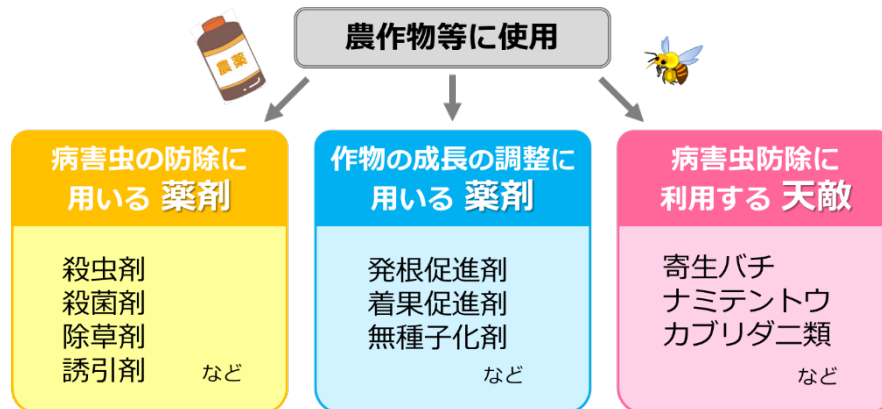 農作物等に使用
農薬
病害虫の防除に
用いる 薬剤
殺虫剤
殺菌剤
除草剤
誘引剤 など
作物の成長の調整に
用いる 薬剤
発根促進剤
着果促進剤
無種子化剤
など
病害虫防除に
利用する 天敵
寄生バチ
ナミテントウ
カブリダニ類
など